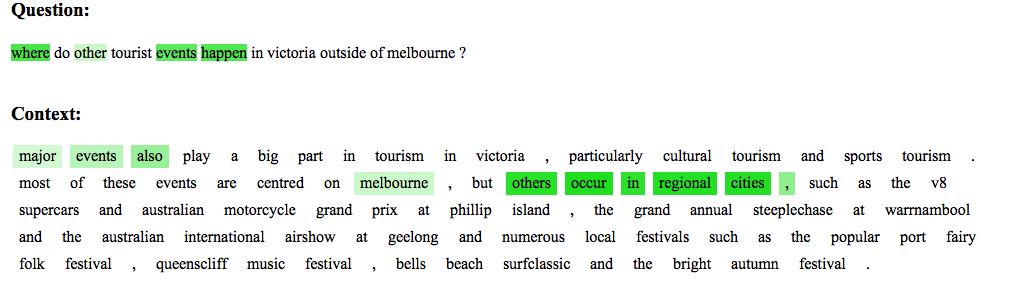 Question:
where do other tourist events happen in victoria outside of melbourne ?
Context:
major events also play a big part in tourism in victoria , particularly cultural tourism and sports tourism .
most of these events are centred on melbourne , but others occur in regional cities , such as the v8
supercars and australian motorcycle grand prix at phillip island , the grand annual steeplechase at warrnambool
and the australian international airshow at geelong and numerous local festivals such as the popular port fairy
folk festival , queenscliff music festival , bells beach surfclassic and the bright autumn festival .